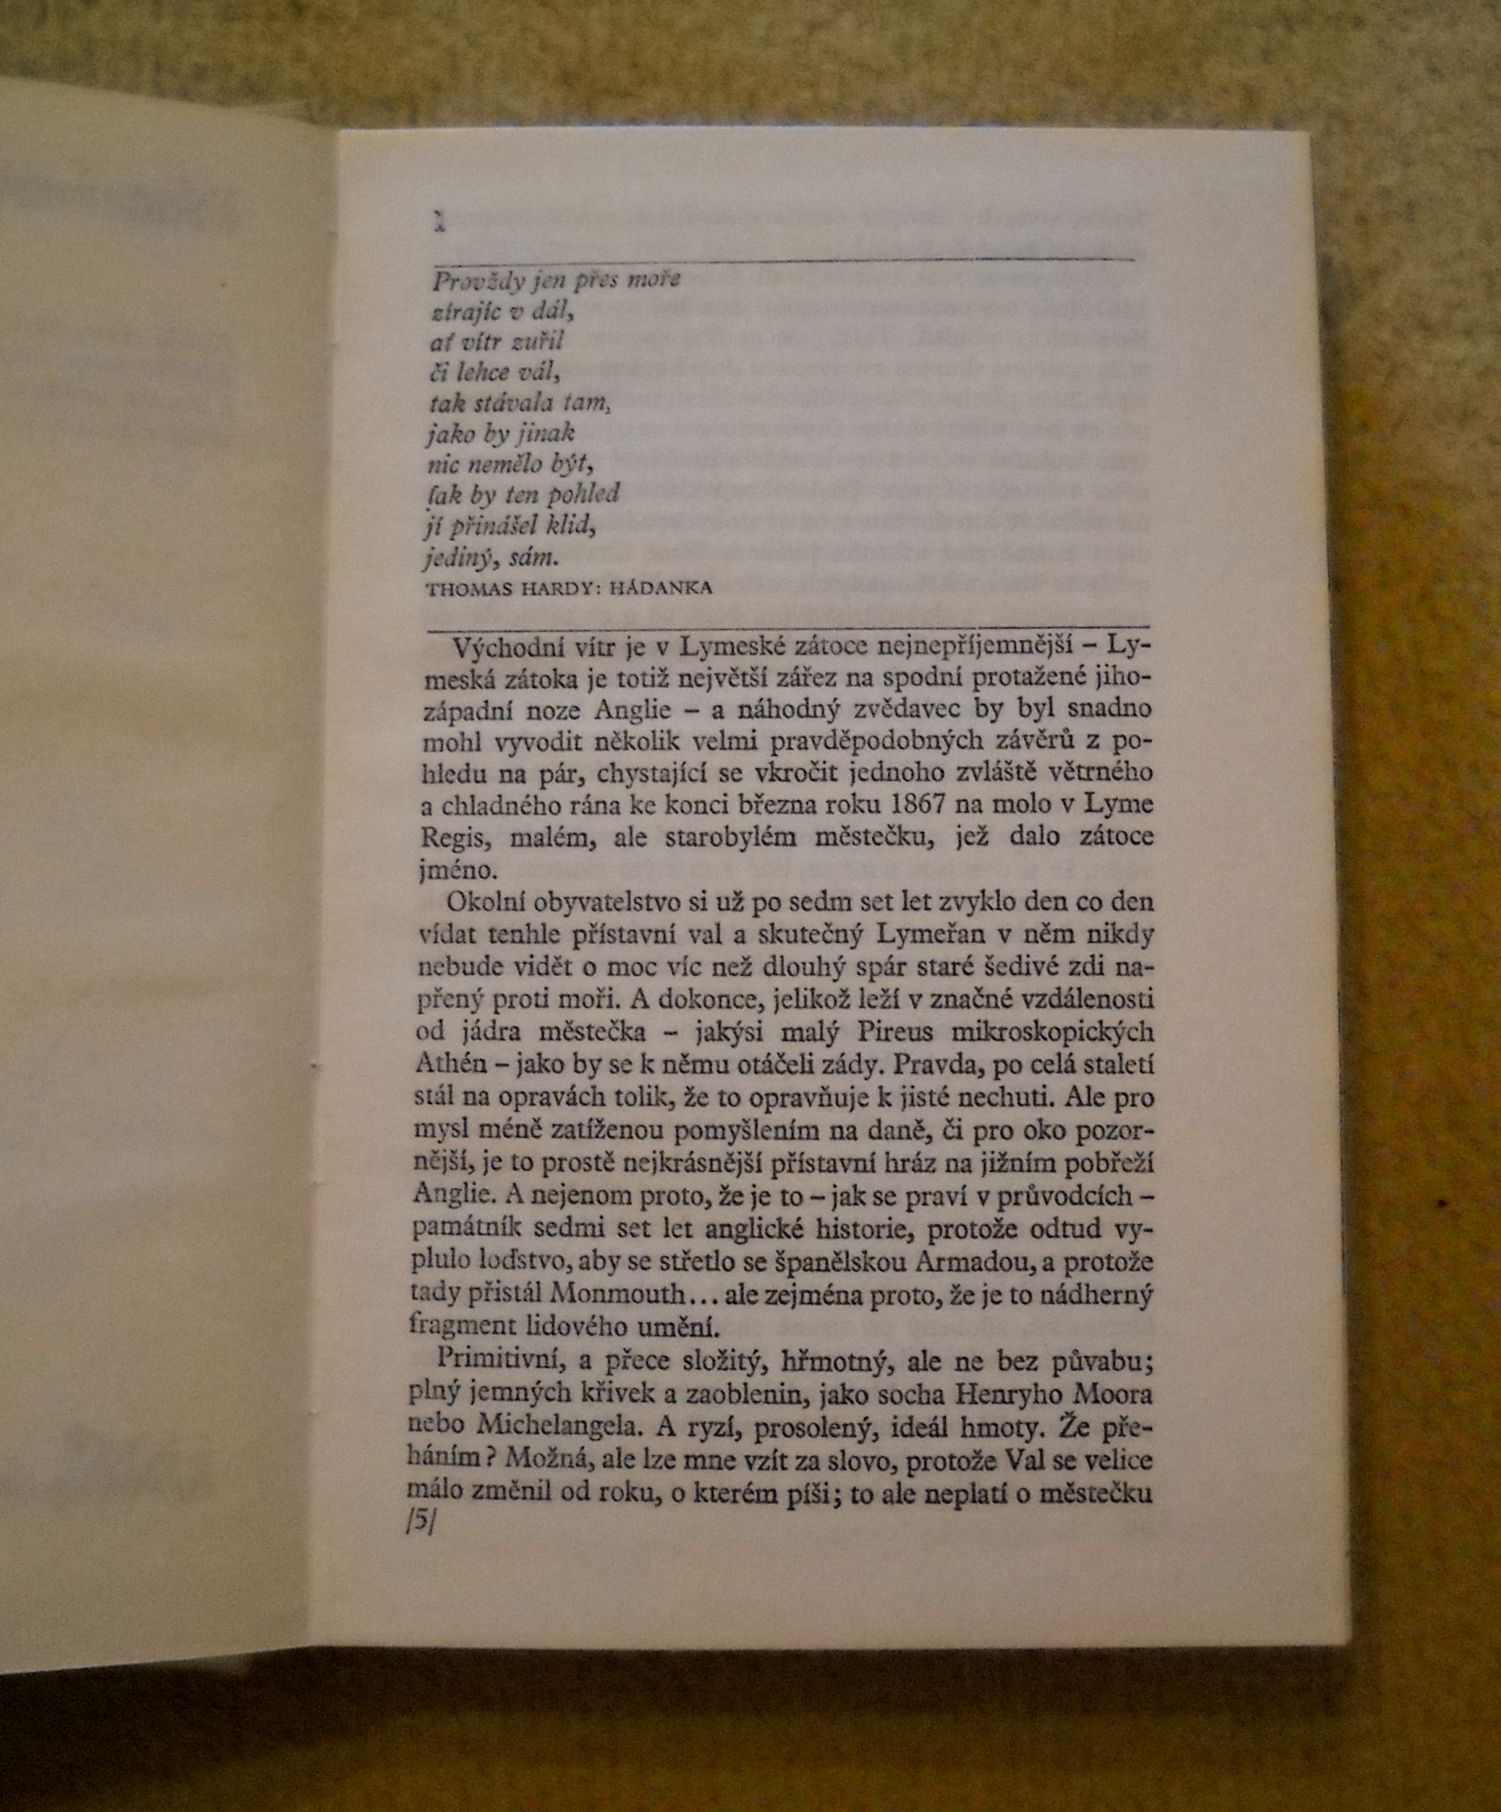 1
Provždy jen přes moře
zírajíc v dál,
ať vítr zuřil
či lehce vál,
tak stávala tam,
jako by jinak
nic nemělo být,
jak by ten pohled
jí přinášel klid,
jediný, sám.
THOMAS HARDY: HÁDANKA
Východní vítr je v Lymeské zátoce nejnepříjemnější – Ly-
meská zátoka je totiž největší zářez na spodní protažené jiho-
západní noze Anglie – a náhodný zvědavec by byl snadno
mohl vyvodit několik velmi pravděpodobných závěrů z po-
hledu na pár, chystající se vkročit jednoho zvláště větrného
a chladného rána ke konci března roku 1867 na molo v Lyme
Regis, malém, ale starobylém městečku, jež dalo zátoce
jméno.
Okolní obyvatelstvo si už po sedm set let zvyklo den co den
vídat tenhle přístavní val a skutečný Lymeřan v něm nikdy
nebude vidět o moc víc než dlouhý spár staré šedivé zdi na-
přený proti moři. A dokonce, jelikož leží v značné vzdálenosti
od jádra městečka – jakýsi malý Pireus mikroskopických
Athén – jako by se k němu otáčeli zády. Pravda, po celá staletí
stál na opravách tolik, že to opravňuje k jisté nechuti. Ale pro
mysl méně zatíženou pomyšlením na daně, či pro oko pozor-
nější, je to prostě nejkrásnější přístavní hráz na jižním pobřeží
Anglie. A nejenom proto, že je to – jak se praví v průvodcích –
památník sedmi set let anglické historie, protože odtud vy-
plulo loďstvo, aby se střetlo se španělskou Armadou, a protože
tady přistál Monmouth... ale zejména proto, že je to nádherný
fragment lidového umění.
Primitivní, a přece složitý, hřmotný, ale ne bez půvabu;
plný jemných křivek a zaoblenin, jako socha Henryho Moora
nebo Michelangela. A ryzí, prosolený, ideál hmoty. Že pře-
háním? Možná, ale lze mne vzít za slovo, protože Val se velice
málo změnil od roku, o kterém píši; to ale neplatí o městečku
/5/